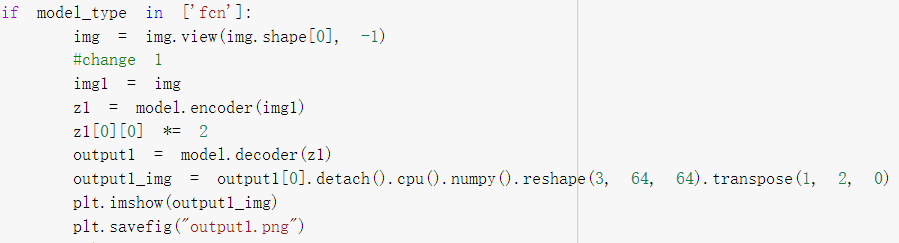 if model_type in ['fcn']:
img = img.view(img.shape[0], -1)
#change 1
img1 = img
z1 = model.encoder(img1)
z1[0][0] *= 2
output1 = model.decoder(z1)
output1_img = output1[0].detach().cpu().numpy().reshape(3, 64, 64).transpose(1, 2, 0)
plt.imshow(output1_img)
plt.savefig("output1.png")